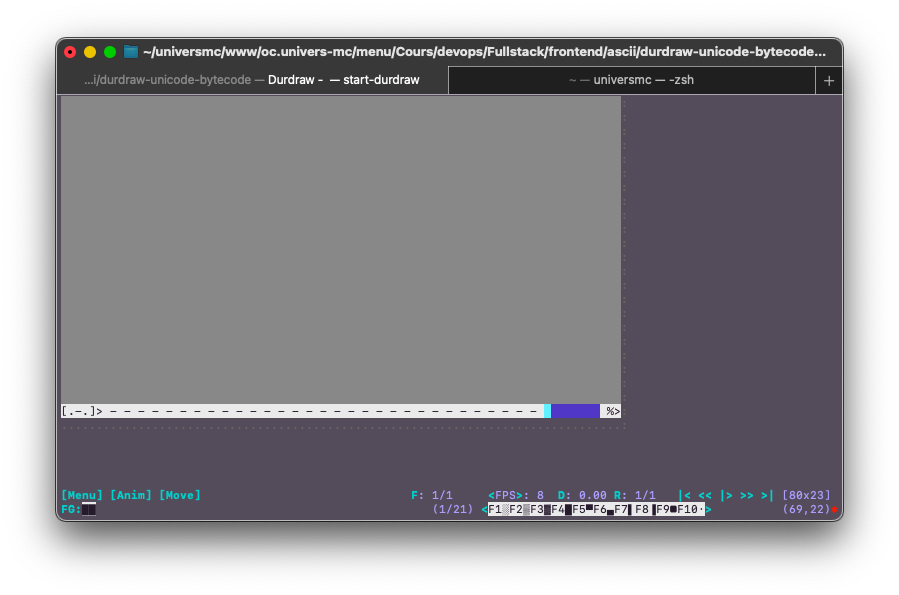 ~/universmc/www/oc.univers-mc/menu/Cours/devops/Fullstack/frontend/ascii/durdraw-unicode-bytecode...
...i/durdraw-unicode-bytecode — Durdraw - — start-durdraw
~ — universmc — -zsh
+
[.-.]> - - - - - - - - - - - - - - - - - - - - - - - - - - - - - - - %>
[Menu] [Anim] [Move] F: 1/1 <FPS>: 8 D: 0.00 R: 1/1 |< << |> >> >| [80x23]
FG:██ (1/21) <F1░F2▒F3▓F4█F5▀F6▄F7▌F8▐F9■F10·> (69,22)